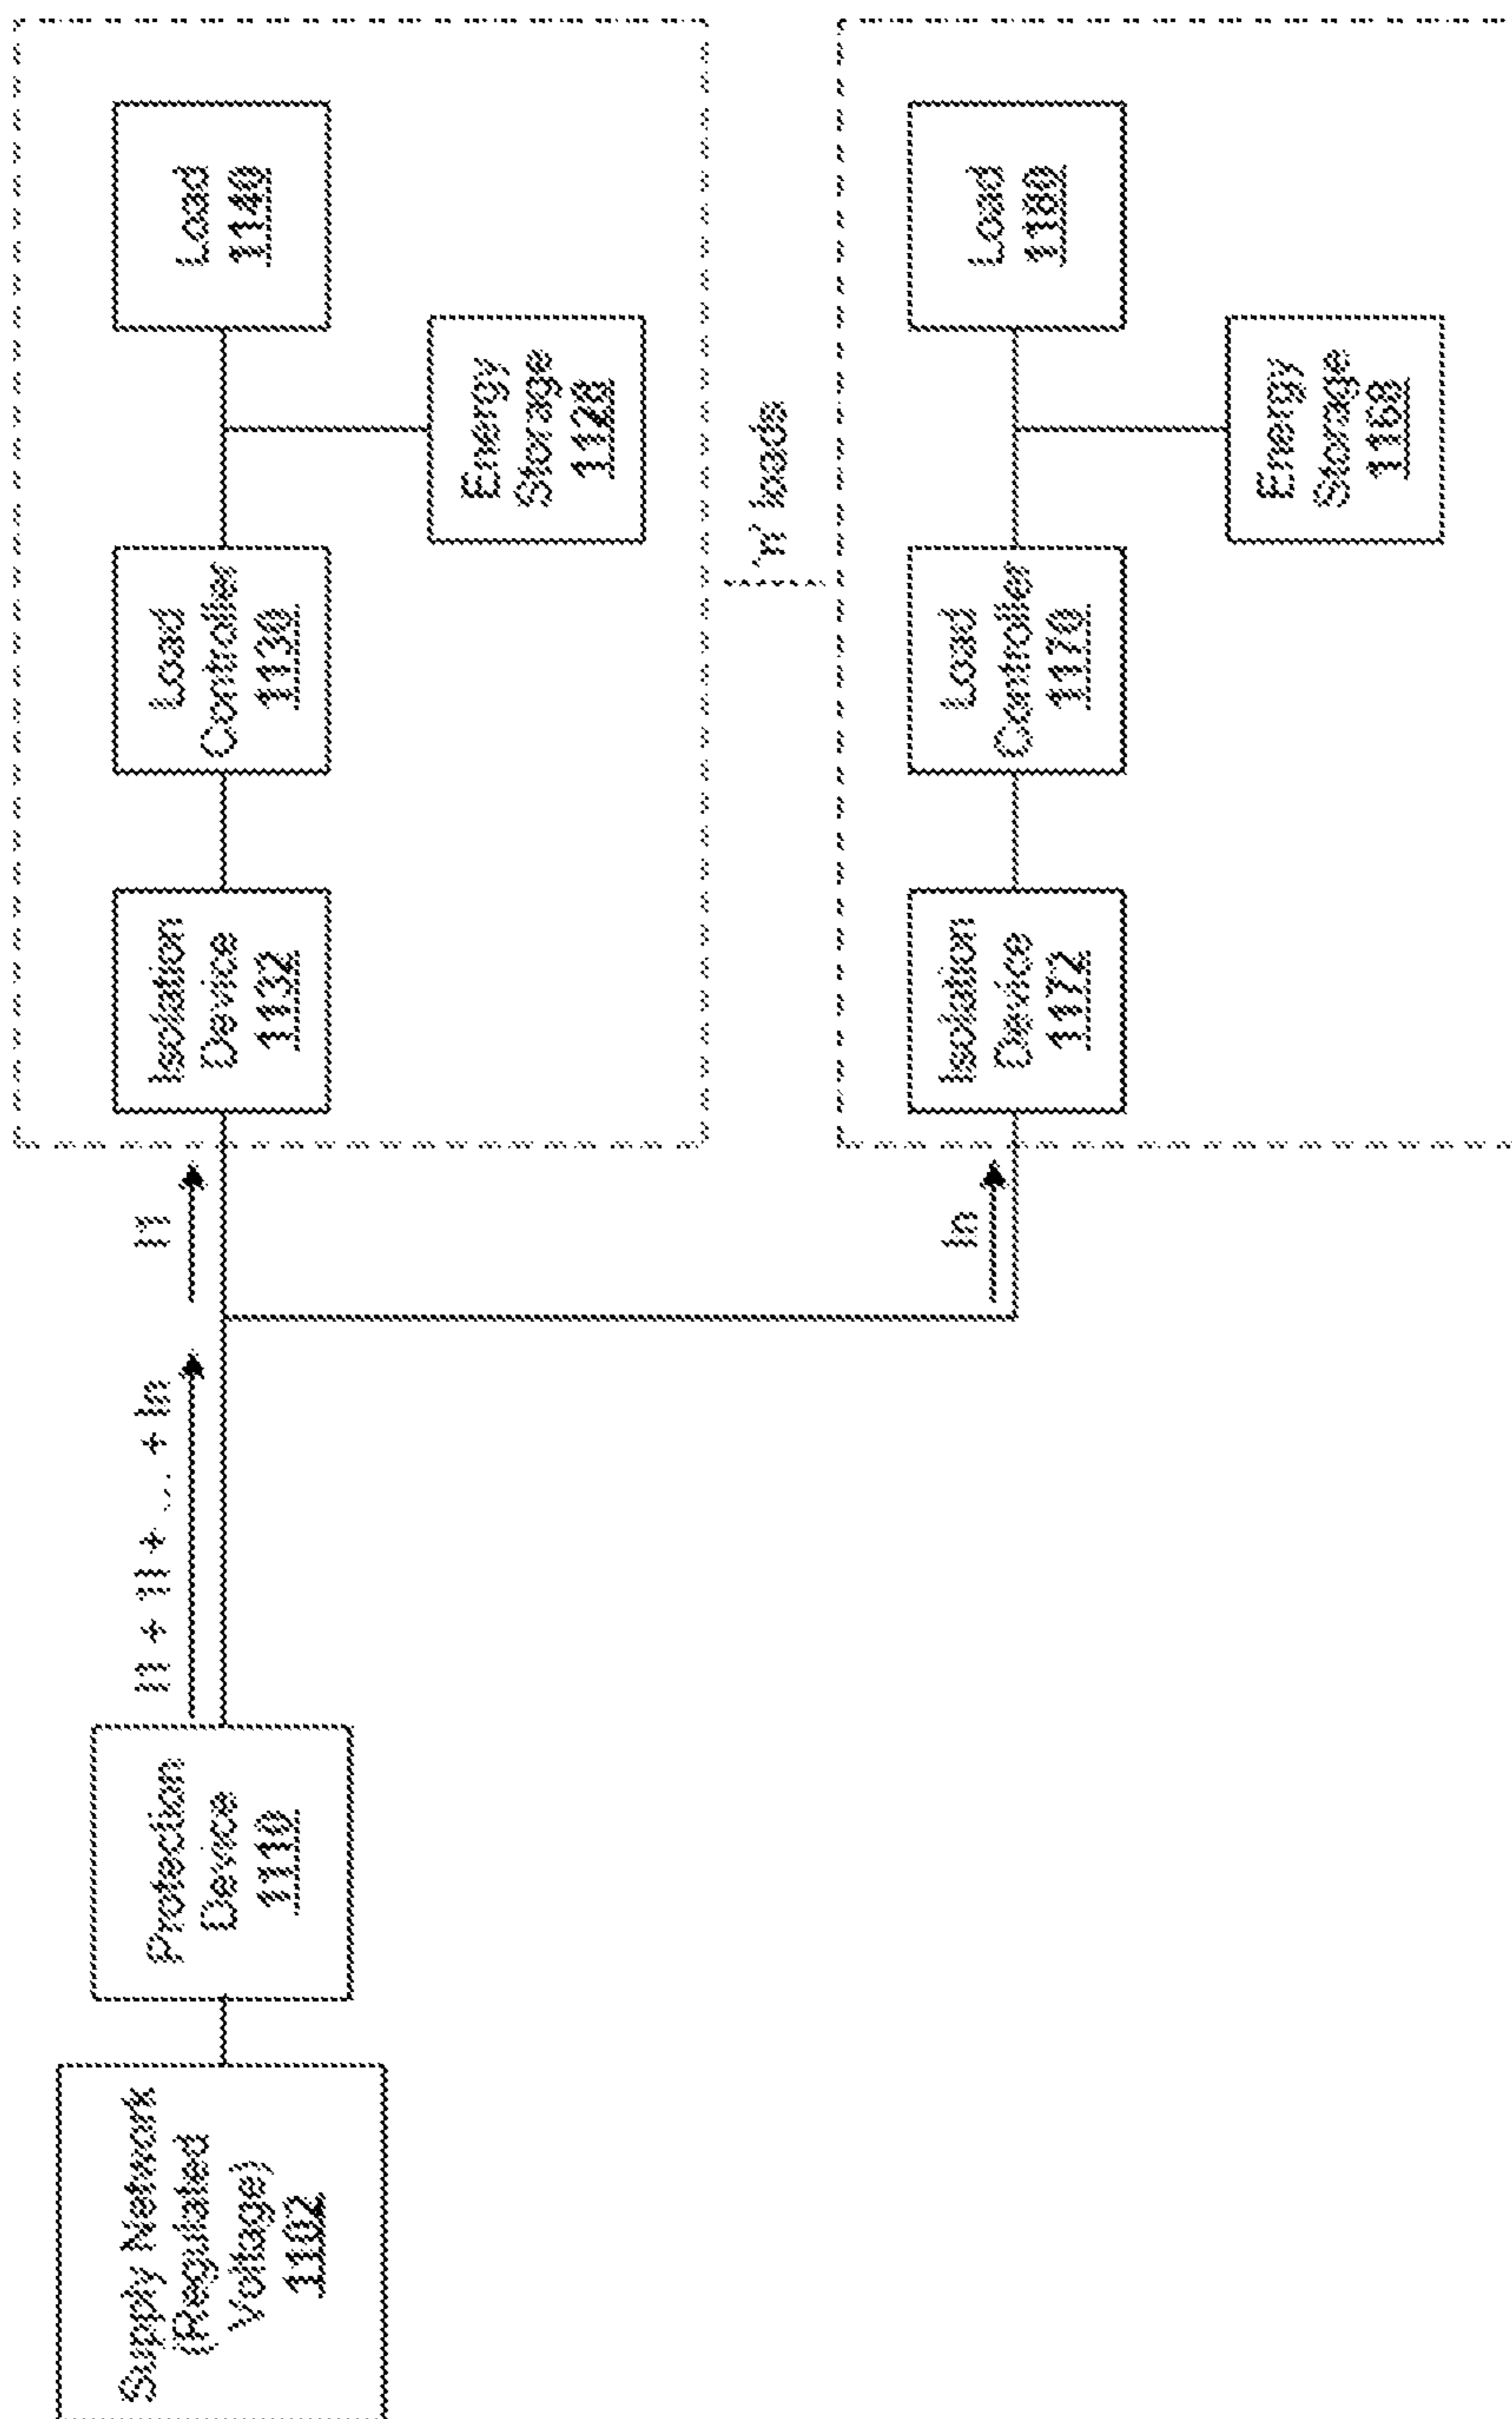 Supply Network
(Regulated
Voltage)
1102
Protection
Device
1110
I1 + 1I + ... + In
I1
Isolation
Device
1132
Load
Controller
1130
Load
1140
Energy
Storage
1128
'n' loads
In
Isolation
Device
1172
Load
Controller
1170
Load
1180
Energy
Storage
1168